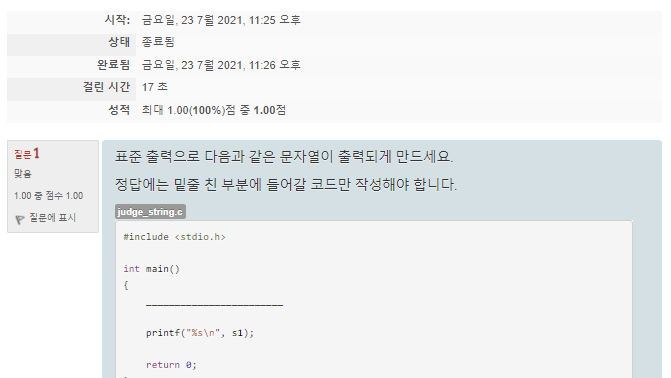 시작: 금요일, 23 7월 2021, 11:25 오후
상태 종료됨
완료됨 금요일, 23 7월 2021, 11:26 오후
걸린 시간 17 초
성적 최대 1.00(100%)점 중 1.00점
질문 1
맞음
1.00 중 점수 1.00
질문에 표시
표준 출력으로 다음과 같은 문자열이 출력되게 만드세요.
정답에는 밑줄 친 부분에 들어갈 코드만 작성해야 합니다.
judge_string.c
#include <stdio.h>
int main()
{
________________________
printf("%s\n", s1);
return 0;